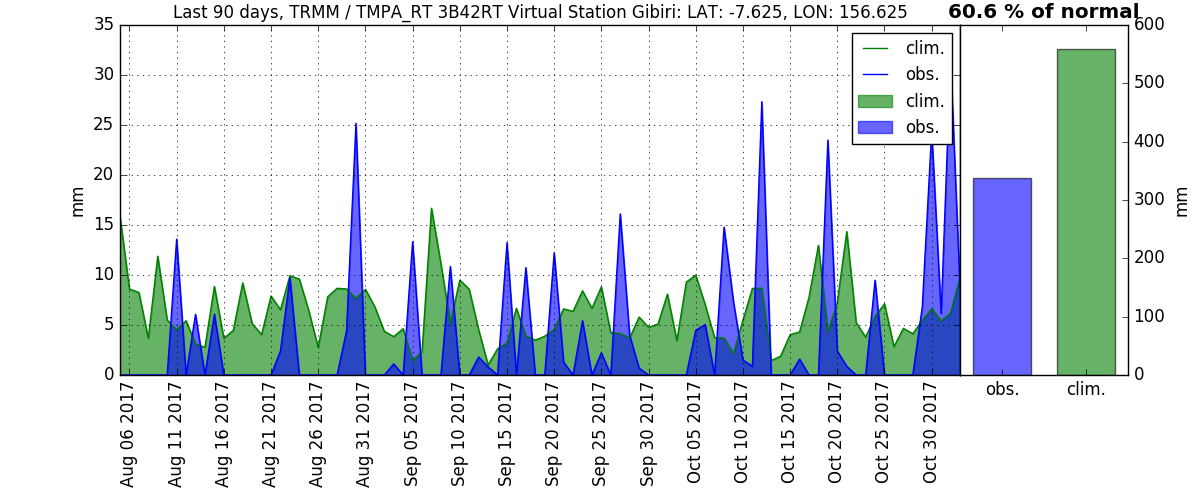 Last 90 days, TRMM / TMPA_RT 3B42RT Virtual Station Gibiri: LAT: -7.625, LON: 156.625
60.6 % of normal
35
30
25
20
15
10
5
0
mm
clim.
obs.
clim.
obs.
600
500
400
300
200
100
0
mm
Aug 06 2017
Aug 11 2017
Aug 16 2017
Aug 21 2017
Aug 26 2017
Aug 31 2017
Sep 05 2017
Sep 10 2017
Sep 15 2017
Sep 20 2017
Sep 25 2017
Sep 30 2017
Oct 05 2017
Oct 10 2017
Oct 15 2017
Oct 20 2017
Oct 25 2017
Oct 30 2017
obs.
clim.